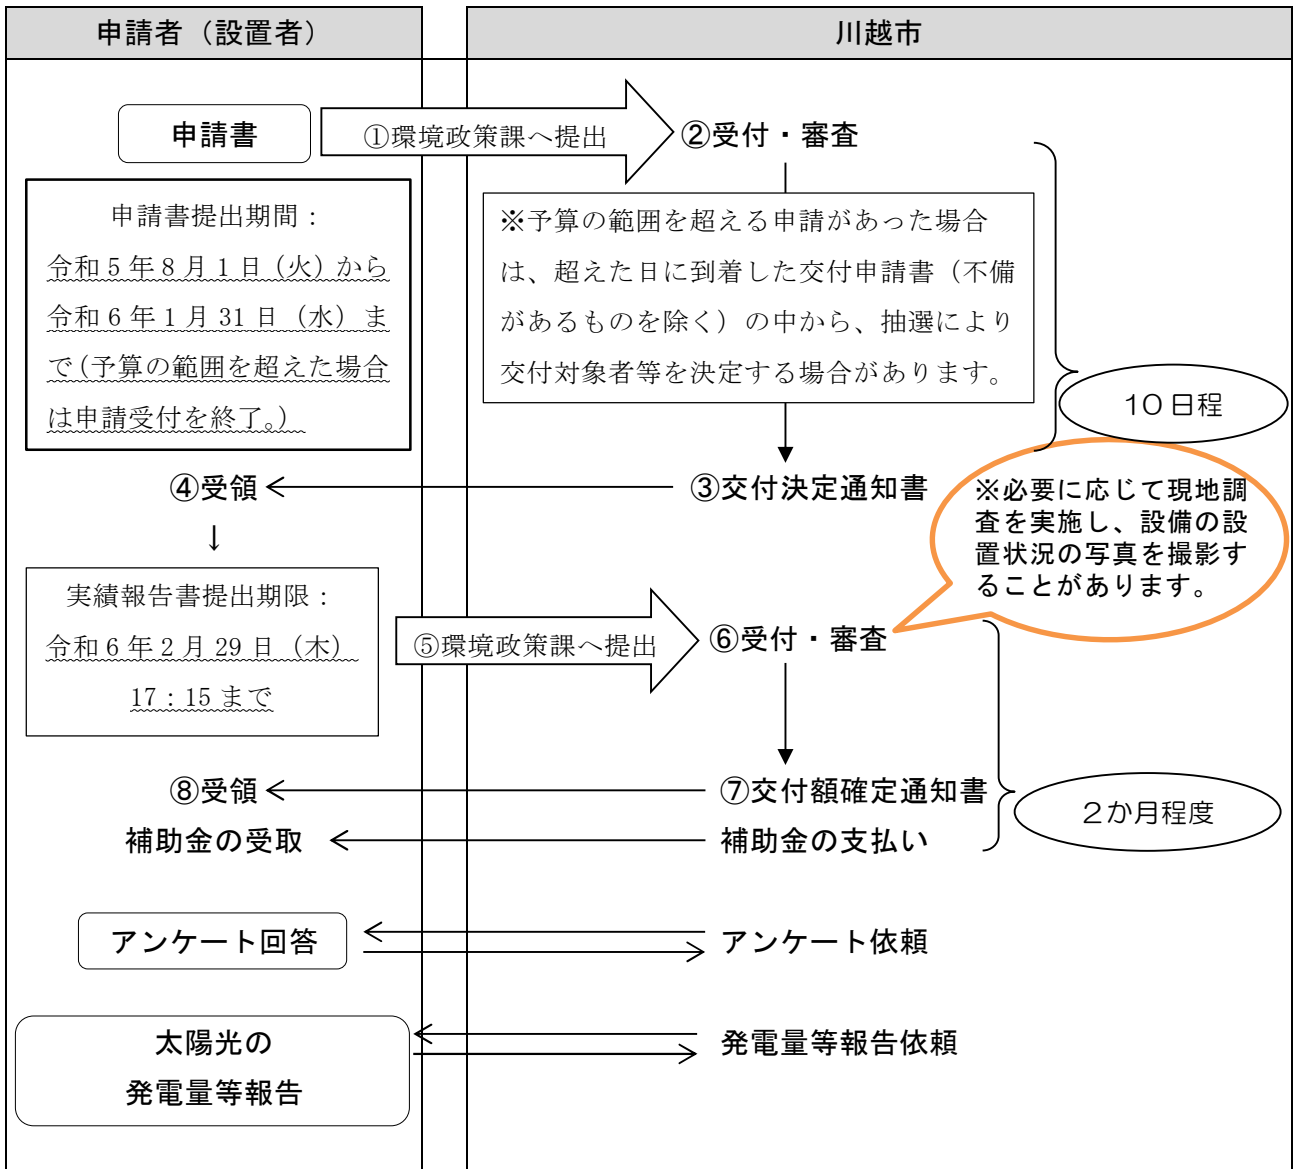 申請者（設置者）
川越市
申請書
①環境政策課へ提出
②受付・審査
申請書提出期間：
令和５年８月１日（火）から
令和６年１月 31 日（水）ま
で（予算の範囲を超えた場合
は申請受付を終了。）
※予算の範囲を超える申請があった場合
は、超えた日に到着した交付申請書（不備
があるものを除く）の中から、抽選により
交付対象者等を決定する場合があります。
10 日程
④受領
③交付決定通知書
※必要に応じて現地調
査を実施し、設備の設
置状況の写真を撮影す
ることがあります。
↓
実績報告書提出期限：
令和６年２月 29 日（木）
17：15 まで
⑤環境政策課へ提出
⑥受付・審査
⑧受領
⑦交付額確定通知書
２か月程度
補助金の受取
補助金の支払い
アンケート回答
アンケート依頼
太陽光の
発電量等報告
発電量等報告依頼